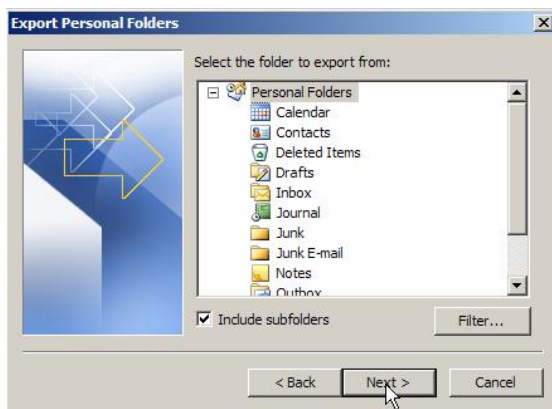 Export Personal Folders
Select the folder to export from:
Personal Folders
Calendar
Contacts
Deleted Items
Drafts
Inbox
Journal
Junk
Junk E-mail
Notes
Outbox
Include subfolders
Filter...
< Back Next > Cancel